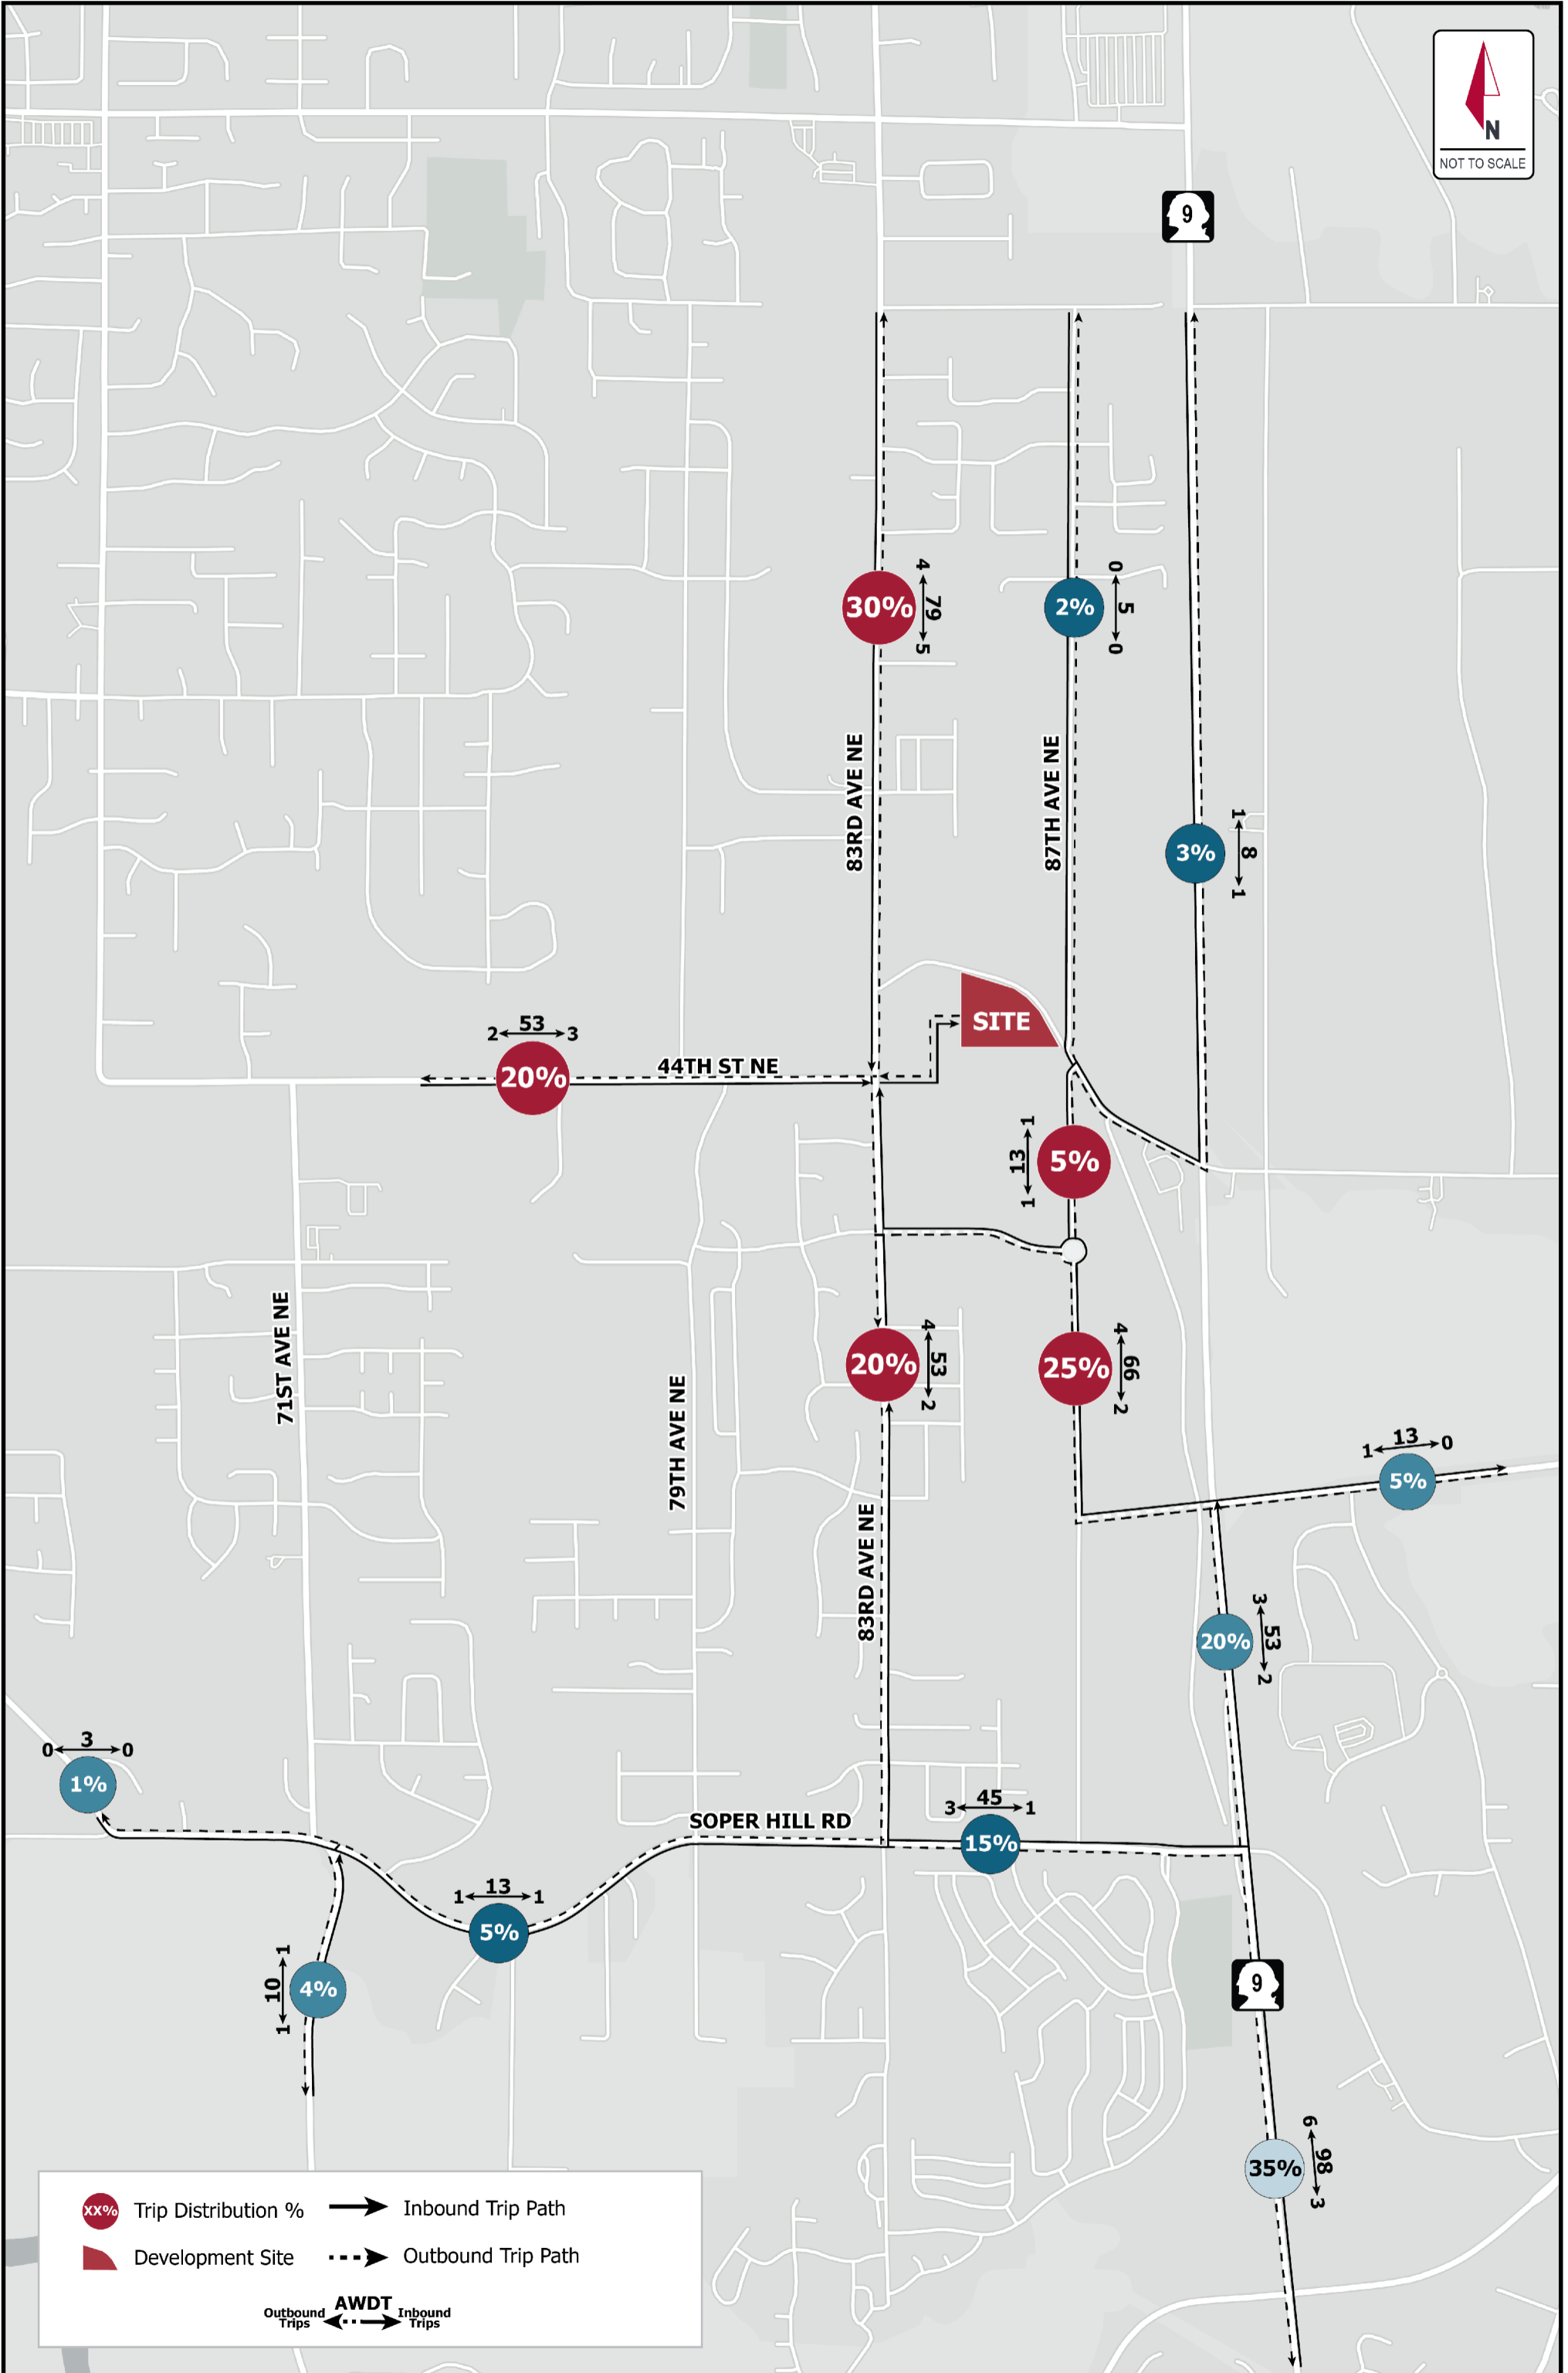 N
NOT TO SCALE
9
30%
4
79
5
2%
0
5
0
83RD AVE NE
87TH AVE NE
3%
1
8
1
SITE
53
2
3
20%
44TH ST NE
1
13
1
5%
71ST AVE NE
79TH AVE NE
20%
4
53
2
25%
4
66
2
13
1
0
5%
83RD AVE NE
20%
3
53
2
3
0
0
1%
SOPER HILL RD
45
3
1
15%
13
1
1
5%
1
10
1
4%
9
35%
6
98
3
XX%
Trip Distribution %
Inbound Trip Path
Development Site
Outbound Trip Path
AWDT
Outbound
Trips
Inbound
Trips